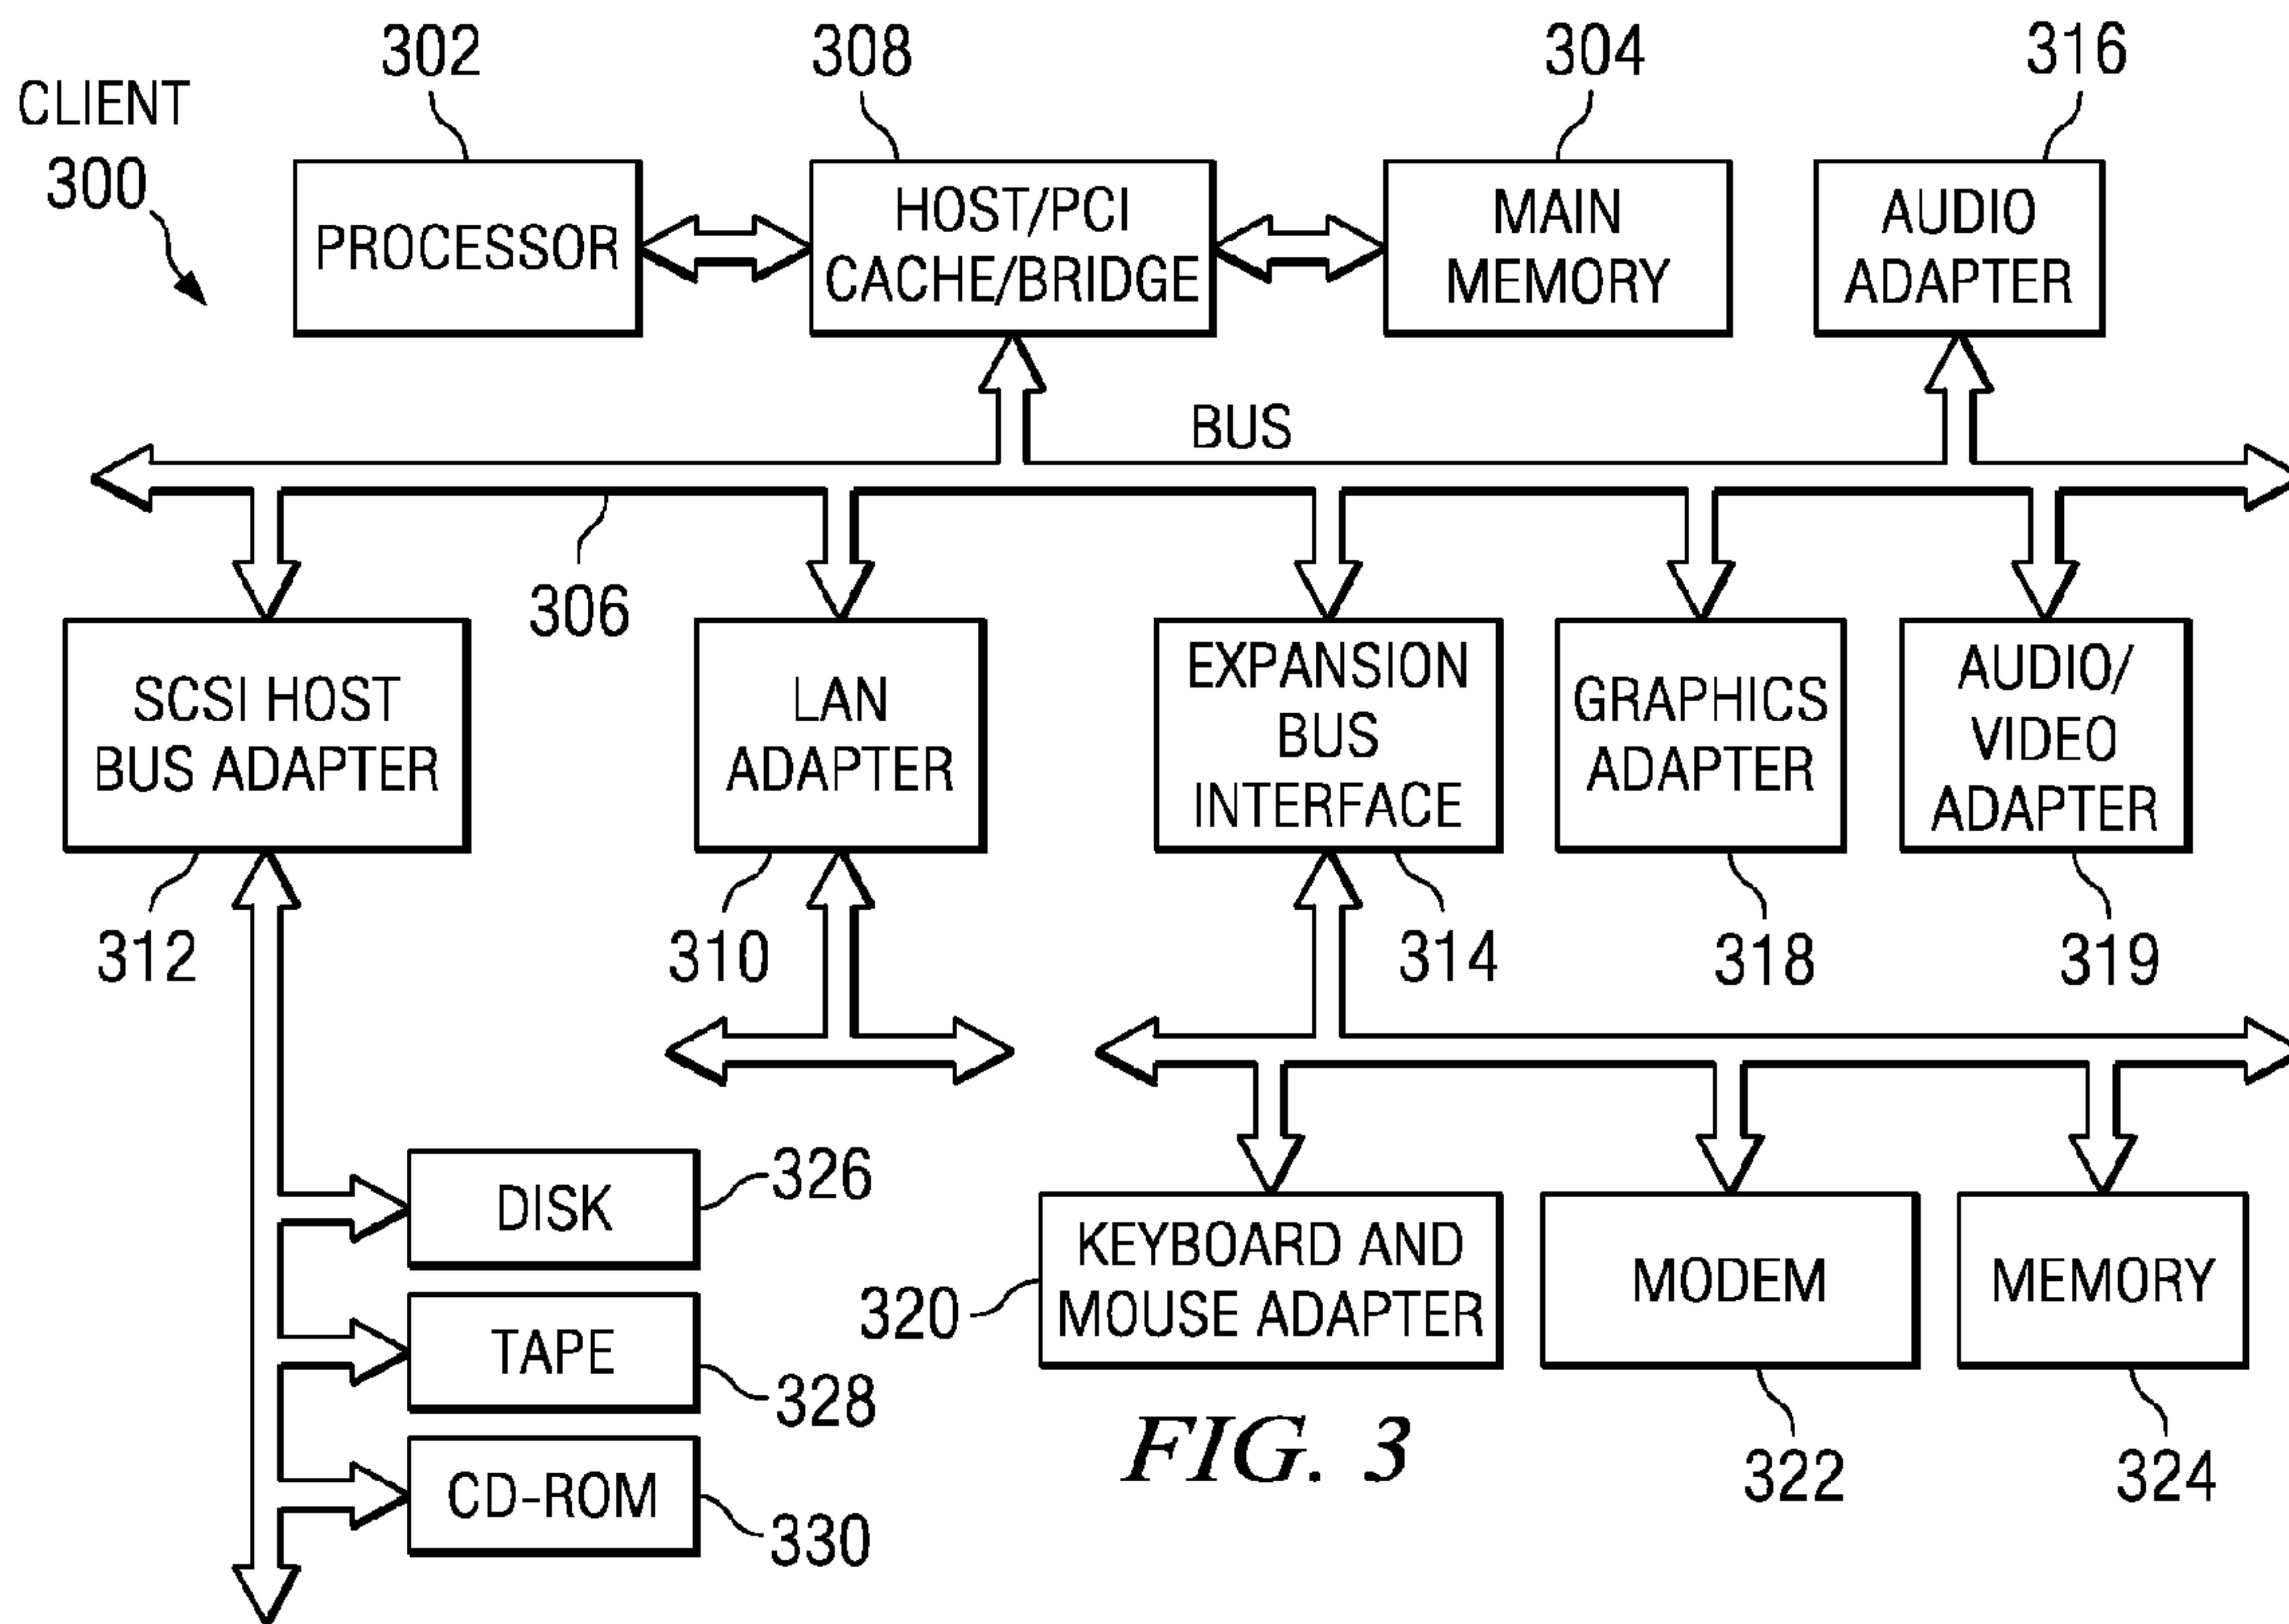 302
308
304
316
CLIENT
300
PROCESSOR
HOST/PCI
CACHE/BRIDGE
MAIN
MEMORY
AUDIO
ADAPTER
BUS
306
SCSI HOST
BUS ADAPTER
LAN
ADAPTER
EXPANSION
BUS
INTERFACE
GRAPHICS
ADAPTER
AUDIO/
VIDEO
ADAPTER
312
310
314
318
319
DISK
326
TAPE
328
CD-ROM
330
320
KEYBOARD AND
MOUSE ADAPTER
MODEM
MEMORY
322
324
FIG. 3